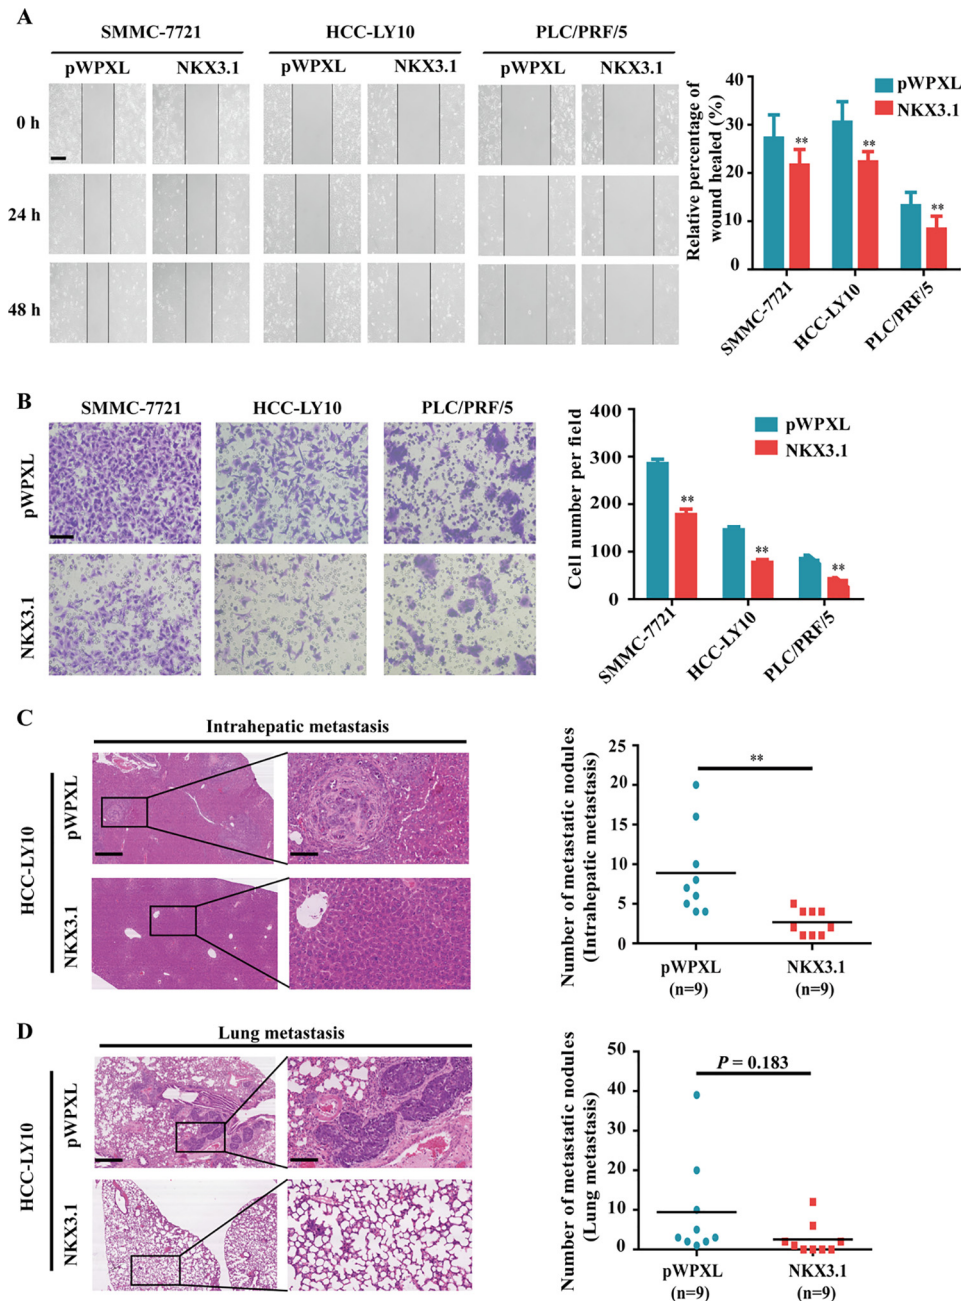 A
SMMC-7721 HCC-LY10 PLC/PRF/5
pWPXL NKX3.1 pWPXL NKX3.1 pWPXL NKX3.1
0 h
24 h
48 h
Relative percentage of
wound healed (%)
40
30
20
10
0
pWPXL
NKX3.1
**
**
**
SMMC-7721
HCC-LY10
PLC/PRF/5
B
SMMC-7721 HCC-LY10 PLC/PRF/5
pWPXL
NKX3.1
Cell number per field
400
300
200
100
0
pWPXL
NKX3.1
**
**
**
SMMC-7721
HCC-LY10
PLC/PRF/5
C
Intrahepatic metastasis
HCC-LY10
pWPXL
NKX3.1
Number of metastatic nodules
(Intrahepatic metastasis)
25
20
15
10
5
0
**
pWPXL NKX3.1
(n=9) (n=9)
D
Lung metastasis
HCC-LY10
pWPXL
NKX3.1
Number of metastatic nodules
(Lung metastasis)
50
40
30
20
10
0
P = 0.183
pWPXL NKX3.1
(n=9) (n=9)